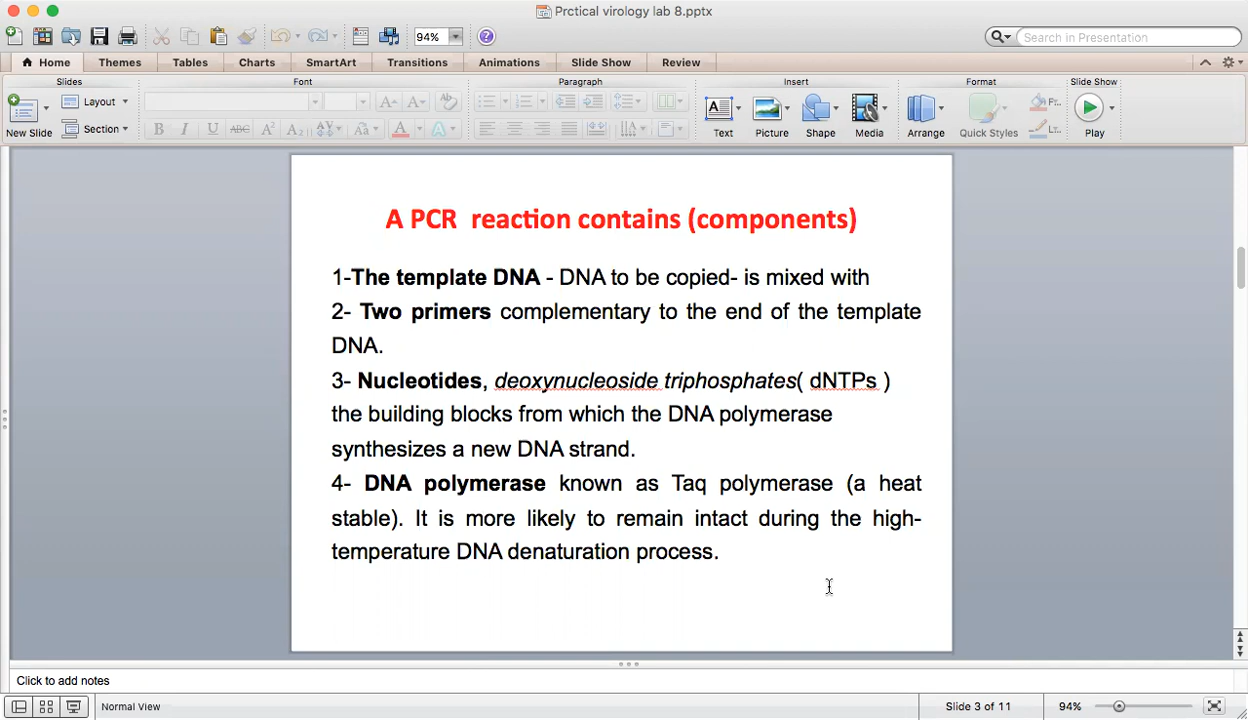 Prctical virology lab 8.pptx
94%
Search in Presentation
Home Themes Tables Charts SmartArt Transitions Animations Slide Show Review
Slides Font Paragraph Insert Format Slide Show
New Slide Layout Section
B I U ABC A² A₂ AV Aa A A
Text Picture Shape Media Arrange Quick Styles Play
A PCR reaction contains (components)
1-The template DNA - DNA to be copied- is mixed with
2- Two primers complementary to the end of the template
DNA.
3- Nucleotides, deoxynucleoside triphosphates( dNTPs )
the building blocks from which the DNA polymerase
synthesizes a new DNA strand.
4- DNA polymerase known as Taq polymerase (a heat
stable). It is more likely to remain intact during the high-
temperature DNA denaturation process.
Click to add notes
Normal View Slide 3 of 11 94%